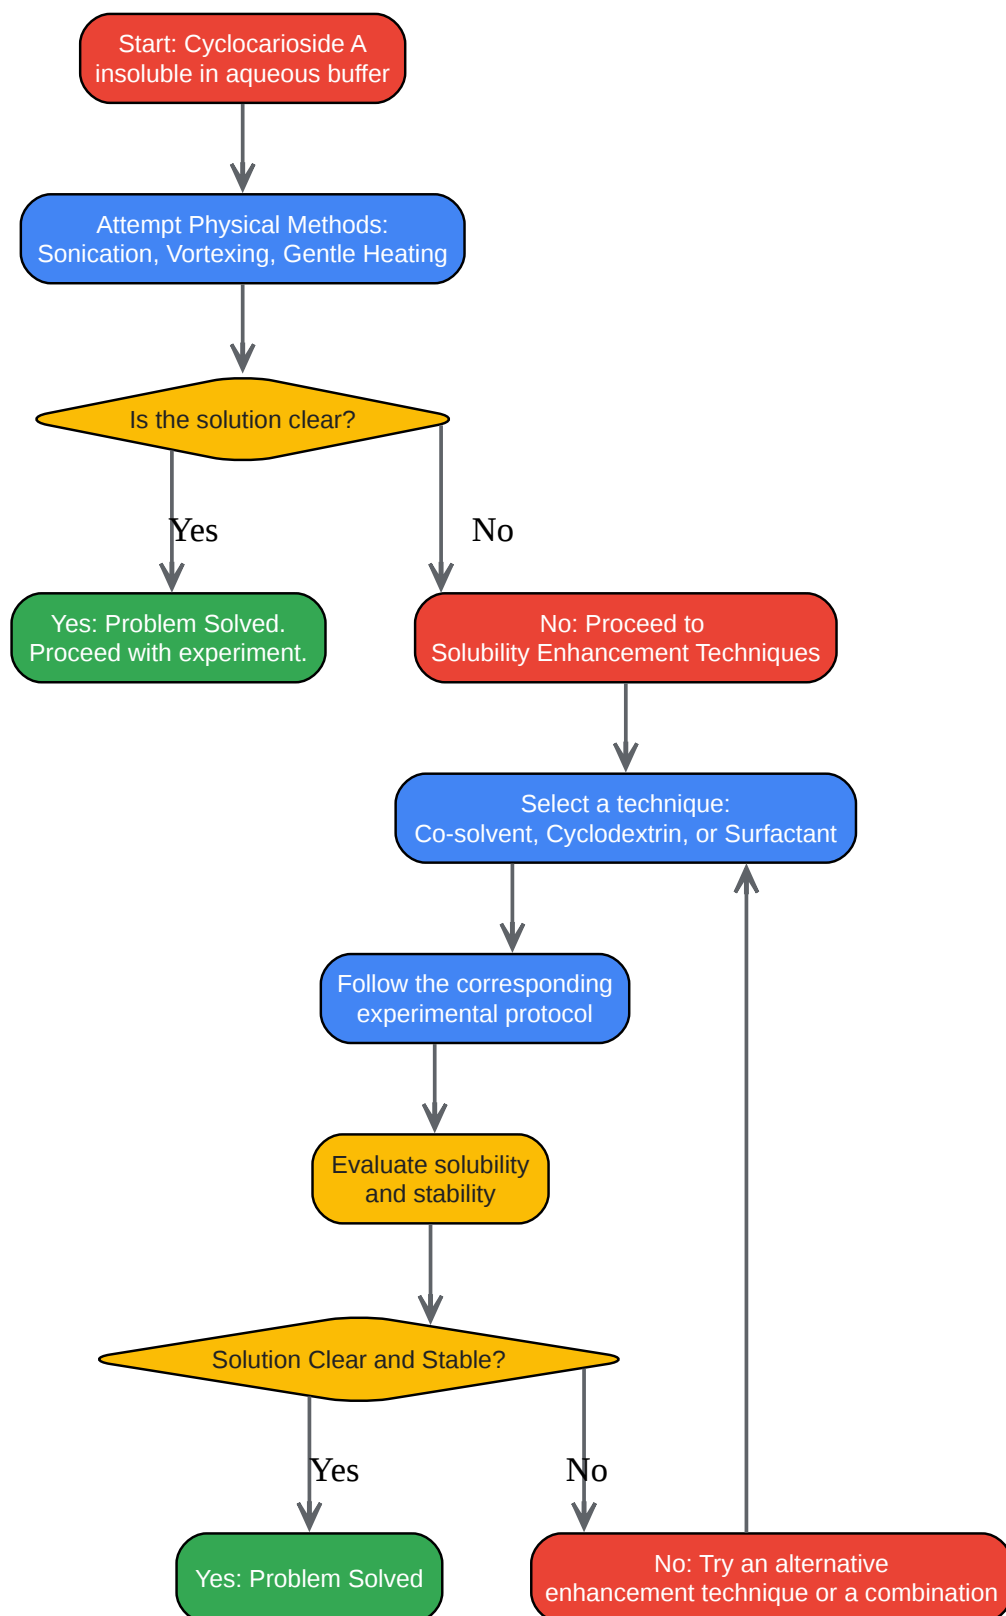 Start: Cyclocarioside A
insoluble in aqueous buffer
Attempt Physical Methods:
Sonication, Vortexing, Gentle Heating
Is the solution clear?
Yes
No
Yes: Problem Solved.
Proceed with experiment.
No: Proceed to
Solubility Enhancement Techniques
Select a technique:
Co-solvent, Cyclodextrin, or Surfactant
Follow the corresponding
experimental protocol
Evaluate solubility
and stability
Solution Clear and Stable?
Yes
No
Yes: Problem Solved
No: Try an alternative
enhancement technique or a combination